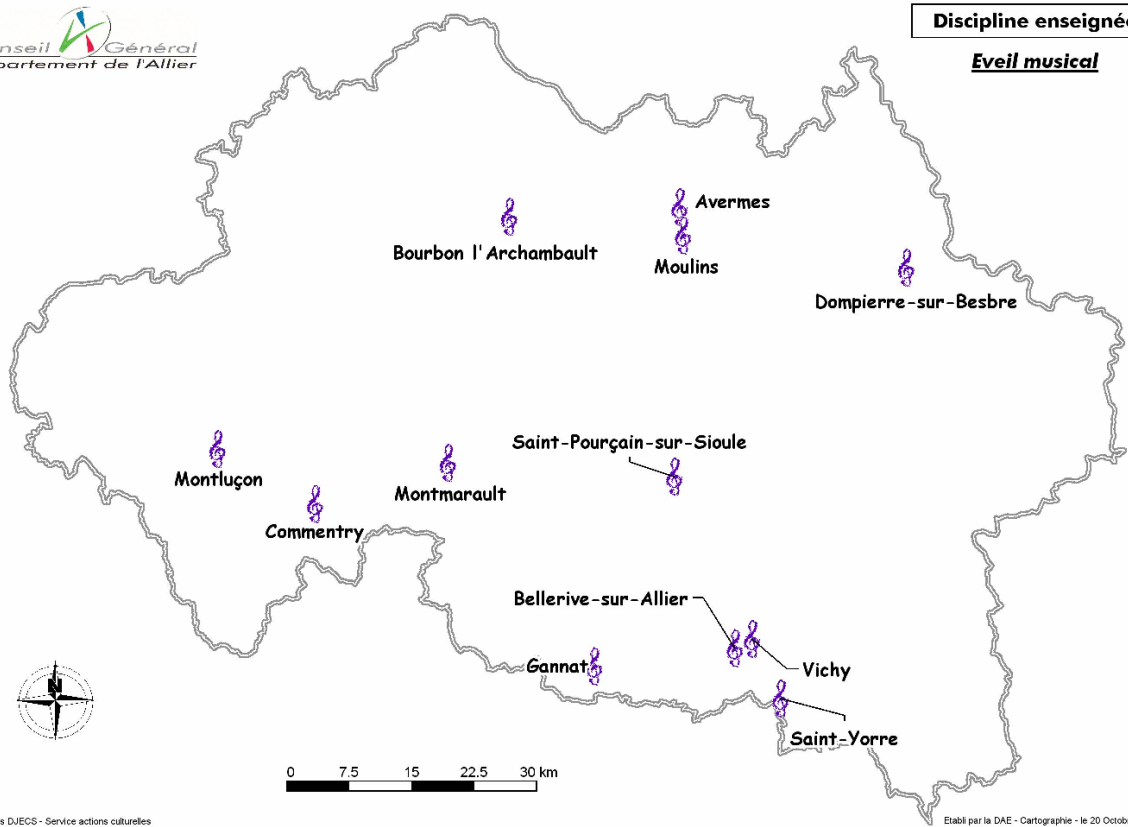 nseil Général
partement de l'Allier
Discipline enseignée
Eveil musical
Avermes
Bourbon l'Archambault
Moulins
Dompierre-sur-Besbre
Saint-Pourçain-sur-Sioule
Montluçon
Montmarault
Commentry
Bellerive-sur-Allier
Gannat
Vichy
Saint-Yorre
N
0 7.5 15 22.5 30 km
s DJECS - Service actions culturelles
Etabli par la DAE - Cartographie - le 20 Octob